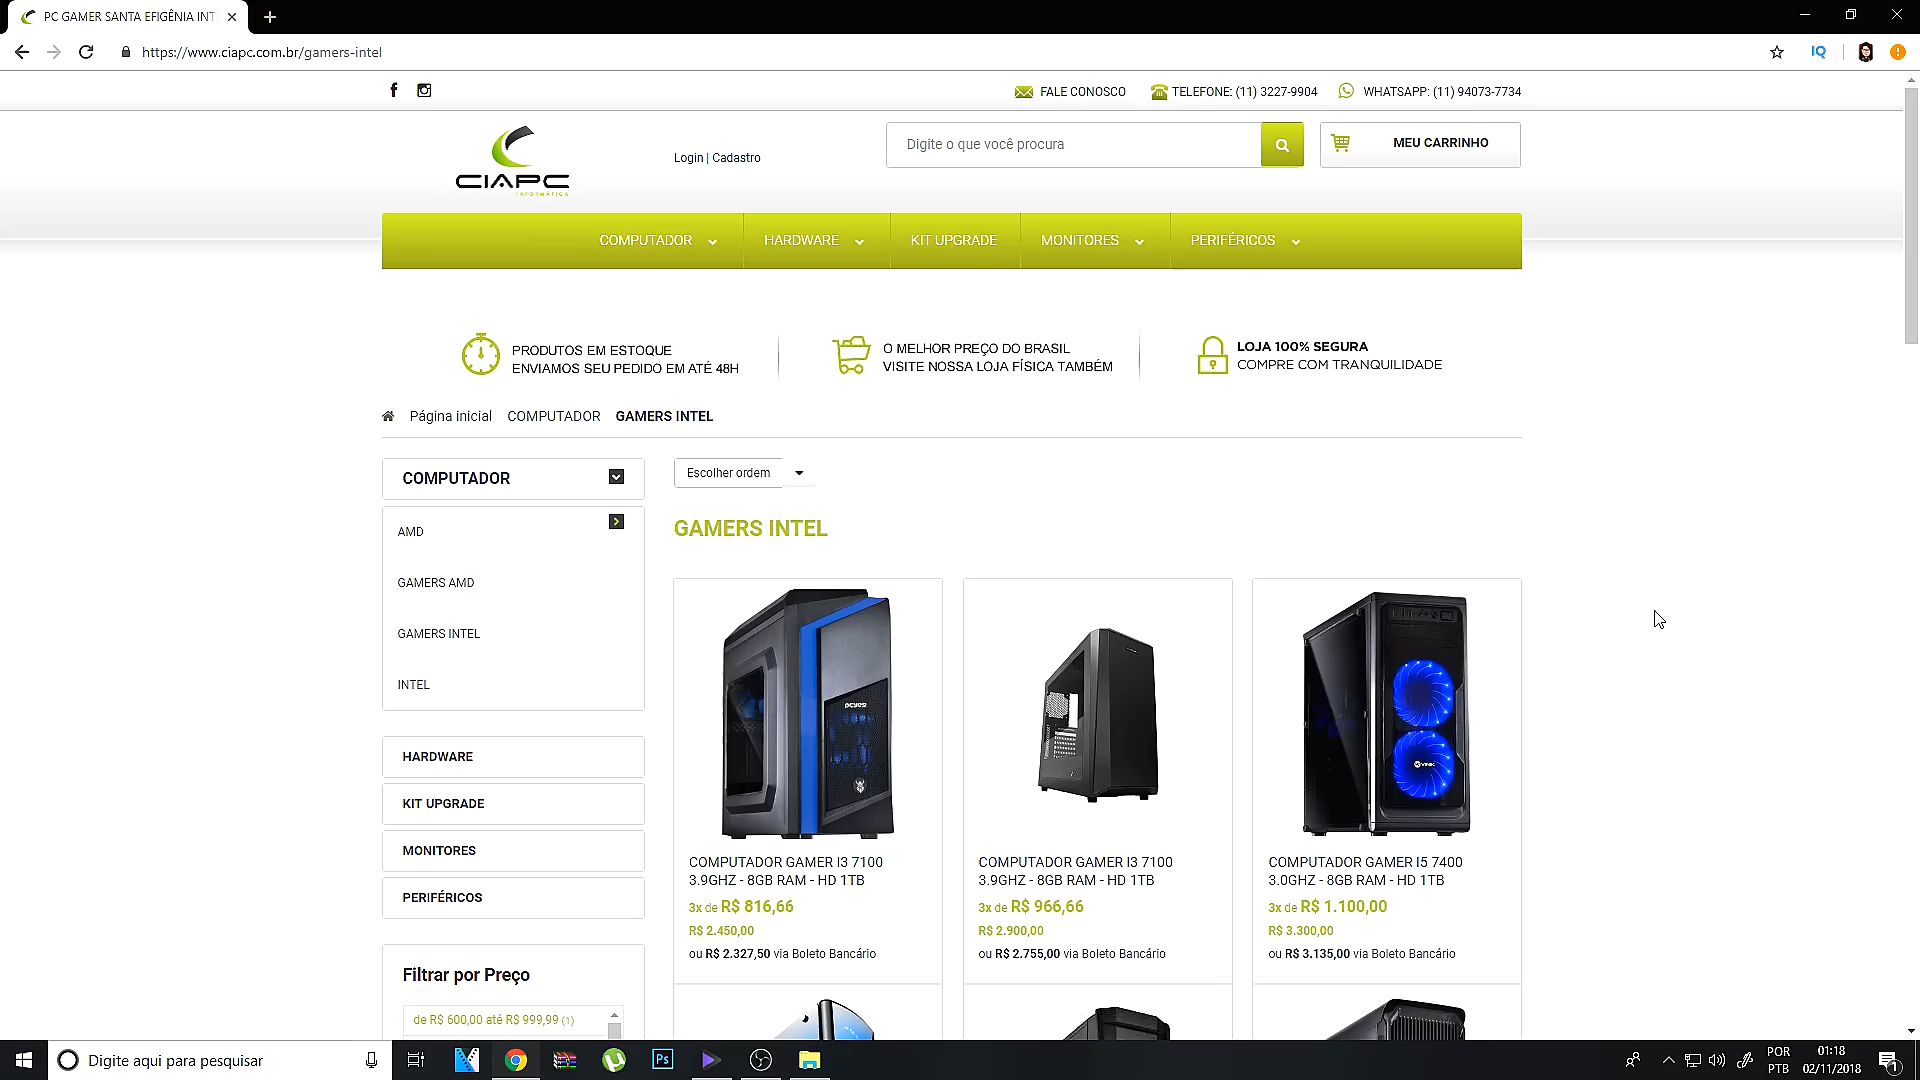 PC GAMER SANTA EFIGÊNIA INT
https://www.ciapc.com.br/gamers-intel
IQ
FALE CONOSCO
TELEFONE: (11) 3227-9904
WHATSAPP: (11) 94073-7734
CIAPC
INFORMÁTICA
Login | Cadastro
Digite o que você procura
MEU CARRINHO
COMPUTADOR
HARDWARE
KIT UPGRADE
MONITORES
PERIFÉRICOS
PRODUTOS EM ESTOQUE
ENVIAMOS SEU PEDIDO EM ATÉ 48H
O MELHOR PREÇO DO BRASIL
VISITE NOSSA LOJA FÍSICA TAMBÉM
LOJA 100% SEGURA
COMPRE COM TRANQUILIDADE
Página inicial COMPUTADOR GAMERS INTEL
COMPUTADOR
AMD
GAMERS AMD
GAMERS INTEL
INTEL
HARDWARE
KIT UPGRADE
MONITORES
PERIFÉRICOS
Filtrar por Preço
de R$ 600,00 até R$ 999,99 (1)
Escolher ordem
GAMERS INTEL
pcyes!
COMPUTADOR GAMER I3 7100
3.9GHZ - 8GB RAM - HD 1TB
3x de R$ 816,66
R$ 2.450,00
ou R$ 2.327,50 via Boleto Bancário
COMPUTADOR GAMER I3 7100
3.9GHZ - 8GB RAM - HD 1TB
3x de R$ 966,66
R$ 2.900,00
ou R$ 2.755,00 via Boleto Bancário
VINIK
COMPUTADOR GAMER I5 7400
3.0GHZ - 8GB RAM - HD 1TB
3x de R$ 1.100,00
R$ 3.300,00
ou R$ 3.135,00 via Boleto Bancário
Digite aqui para pesquisar
Ps
POR
PTB
01:18
02/11/2018
1